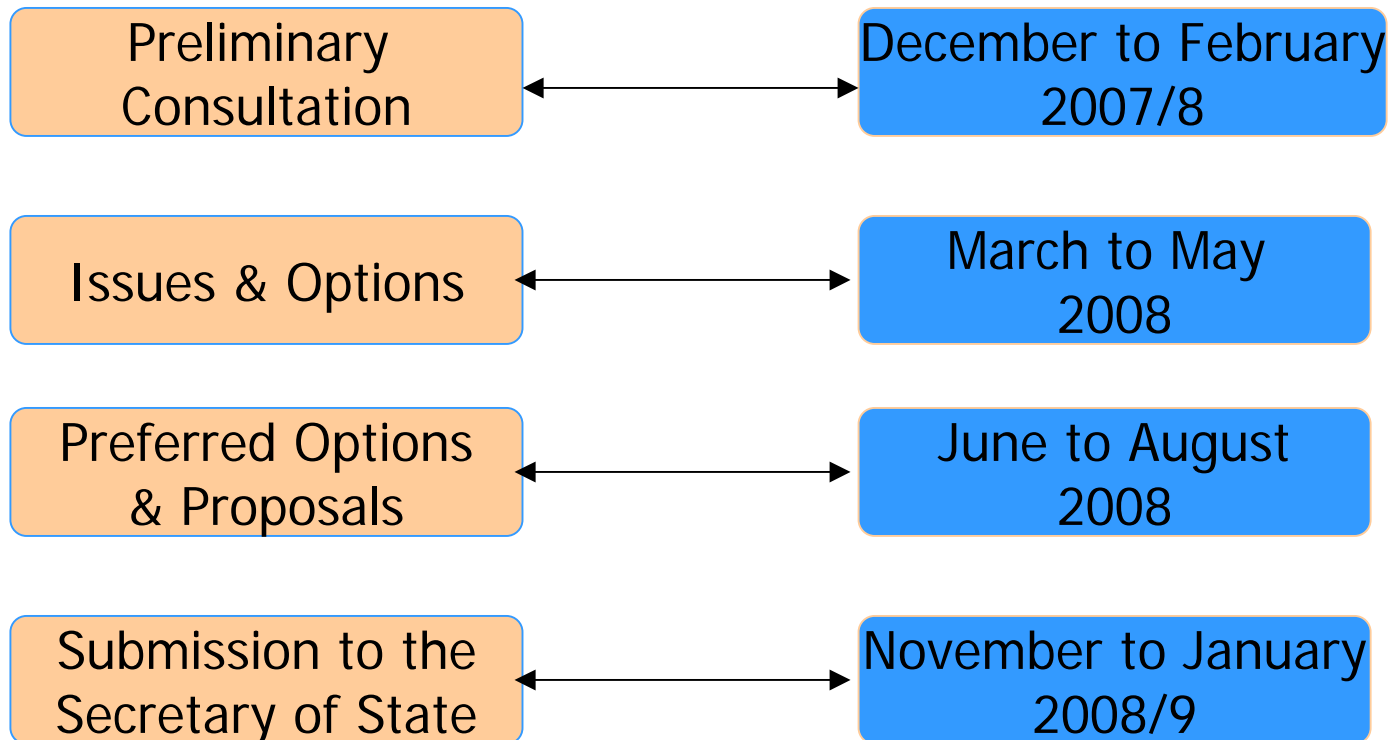 Preliminary
Consultation
December to February
2007/8
Issues & Options
March to May
2008
Preferred Options
& Proposals
June to August
2008
Submission to the
Secretary of State
November to January
2008/9